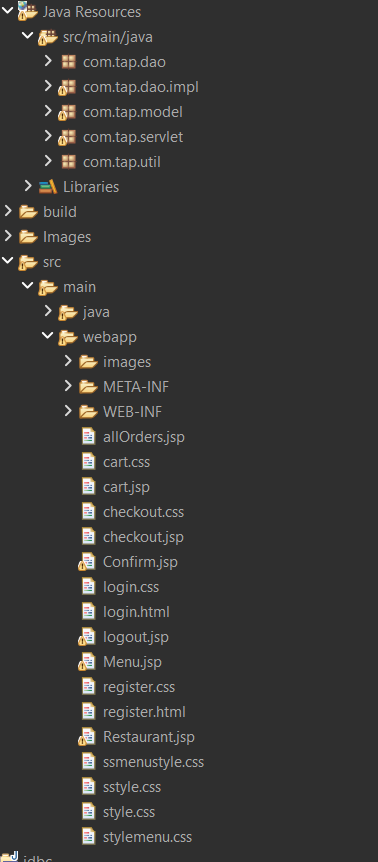 Java Resources
src/main/java
com.tap.dao
com.tap.dao.impl
com.tap.model
com.tap.servlet
com.tap.util
Libraries
build
Images
src
main
java
webapp
images
META-INF
WEB-INF
allOrders.jsp
cart.css
cart.jsp
checkout.css
checkout.jsp
Confirm.jsp
login.css
login.html
logout.jsp
Menu.jsp
register.css
register.html
Restaurant.jsp
ssmenustyle.css
sstyle.css
style.css
stylemenu.css